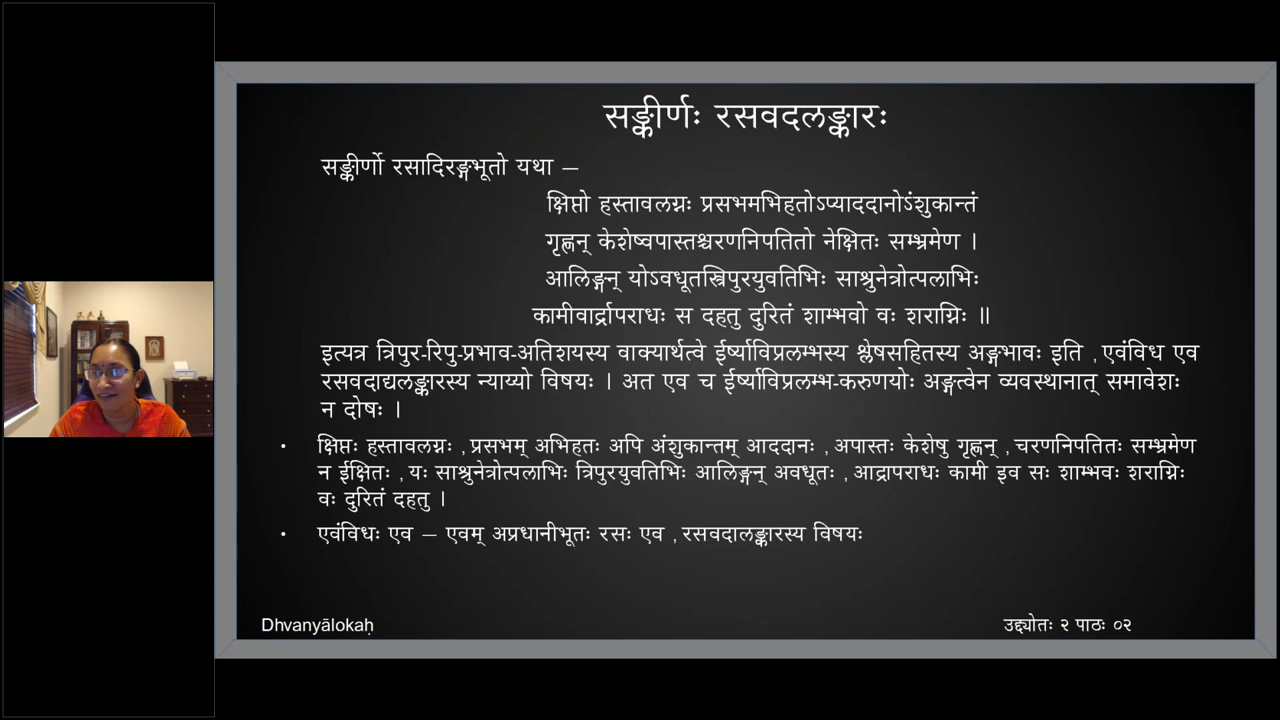 सङ्कीर्णः रसवदलङ्कारः
सङ्कीर्णो रसादिरङ्गभूतो यथा –
क्षिप्तो हस्तावलग्नः प्रसभमभिहतोऽप्याददानोऽंशुकान्तं
गृह्णन् केशेष्वपास्तश्चरणनिपतितो नेक्षितः सम्भ्रमेण ।
आलिङ्गन् योऽवधूतस्त्रिपुरयुवतिभिः साश्रुनेत्रोत्पलाभिः
कामीवार्द्रापराधः स दहतु दुरितं शाम्भवो वः शराग्निः ॥
इत्यत्र त्रिपुर-रिपु-प्रभाव-अतिशयस्य वाक्यार्थत्वे ईर्ष्याविप्रलम्भस्य श्लेषसहितस्य अङ्गभावः इति , एवंविध एव
रसवदाद्यलङ्कारस्य न्याय्यो विषयः । अत एव च ईर्ष्याविप्रलम्भ-करुणयोः अङ्गत्वेन व्यवस्थानात् समावेशः
न दोषः ।
• क्षिप्तः हस्तावलग्नः , प्रसभम् अभिहतः अपि अंशुकान्तम् आददानः , अपास्तः केशेषु गृह्णन् , चरणनिपतितः सम्भ्रमेण
न ईक्षितः , यः साश्रुनेत्रोत्पलाभिः त्रिपुरयुवतिभिः आलिङ्गन् अवधूतः , आद्रापराधः कामी इव सः शाम्भवः शराग्निः
वः दुरितं दहतु ।
• एवंविधः एव – एवम् अप्रधानीभूतः रसः एव , रसवदालङ्कारस्य विषयः
Dhvanyālokaḥ
उद्द्योतः २ पाठः ०२